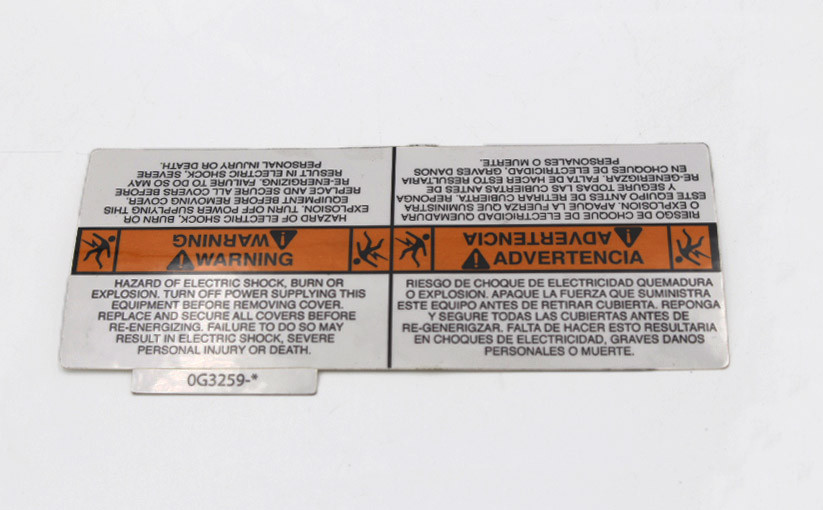 WARNING
HAZARD OF ELECTRIC SHOCK, BURN OR
EXPLOSION. TURN OFF POWER SUPPLYING THIS
EQUIPMENT BEFORE REMOVING COVER.
REPLACE AND SECURE ALL COVERS BEFORE
RE-ENERGIZING. FAILURE TO DO SO MAY
RESULT IN ELECTRIC SHOCK, SEVERE
PERSONAL INJURY OR DEATH.
ADVERTENCIA
RIESGO DE CHOQUE DE ELECTRICIDAD QUEMADURA
O EXPLOSION. APAQUE LA FUERZA QUE SUMINISTRA
ESTE EQUIPO ANTES DE RETIRAR CUBIERTA. REPONGA
Y SEGURE TODAS LAS CUBIERTAS ANTES DE
RE-GENERIGZAR. FALTA DE HACER ESTO RESULTARIA
EN CHOQUES DE ELECTRICIDAD, GRAVES DANOS
PERSONALES O MUERTE.
WARNING
HAZARD OF ELECTRIC SHOCK, BURN OR
EXPLOSION. TURN OFF POWER SUPPLYING THIS
EQUIPMENT BEFORE REMOVING COVER.
REPLACE AND SECURE ALL COVERS BEFORE
RE-ENERGIZING. FAILURE TO DO SO MAY
RESULT IN ELECTRIC SHOCK, SEVERE
PERSONAL INJURY OR DEATH.
ADVERTENCIA
RIESGO DE CHOQUE DE ELECTRICIDAD QUEMADURA
O EXPLOSION. APAQUE LA FUERZA QUE SUMINISTRA
ESTE EQUIPO ANTES DE RETIRAR CUBIERTA. REPONGA
Y SEGURE TODAS LAS CUBIERTAS ANTES DE
RE-GENERIGZAR. FALTA DE HACER ESTO RESULTARIA
EN CHOQUES DE ELECTRICIDAD, GRAVES DANOS
PERSONALES O MUERTE.
0G3259-*